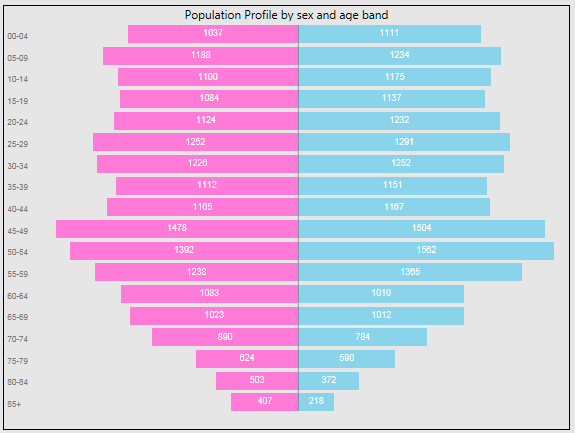 Population Profile by sex and age band
00-04 1037 1111
05-09 1188 1234
10-14 1100 1175
15-19 1084 1137
20-24 1124 1232
25-29 1252 1291
30-34 1226 1252
35-39 1112 1151
40-44 1165 1167
45-49 1478 1504
50-54 1392 1562
55-59 1238 1365
60-64 1083 1010
65-69 1023 1012
70-74 890 784
75-79 624 590
80-84 503 372
85+ 407 218